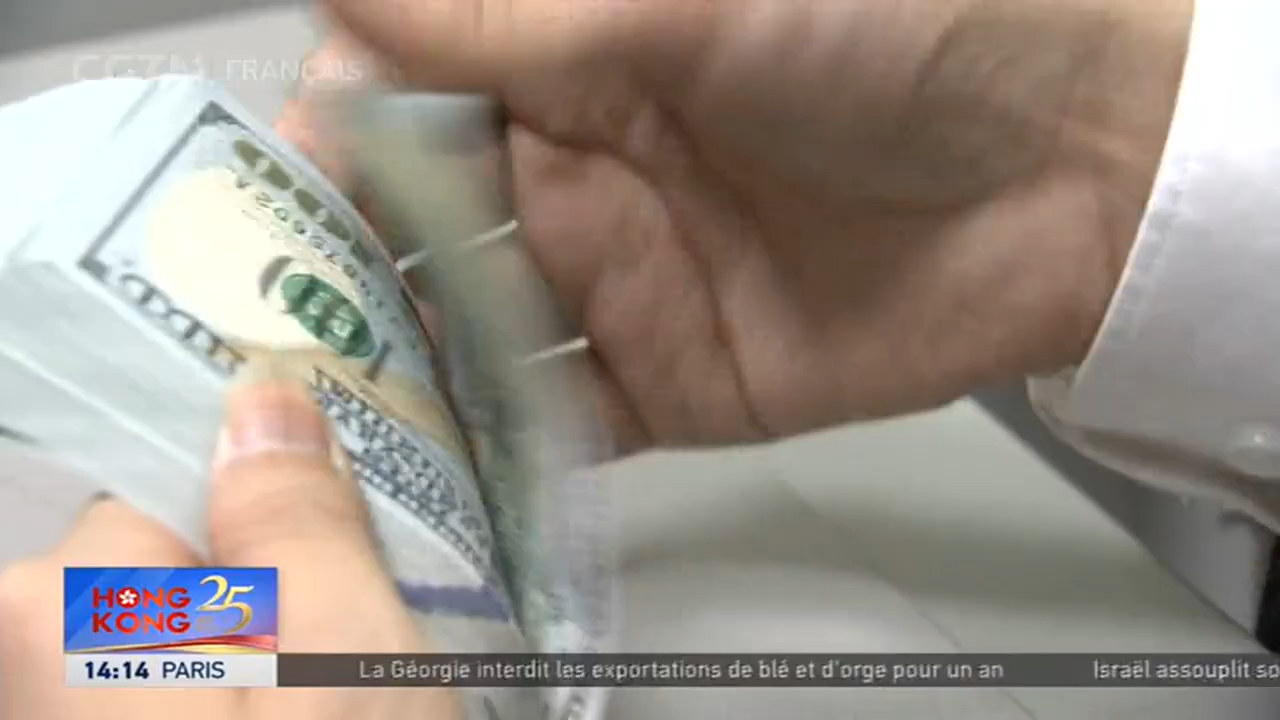 CGTN FRANÇAIS
HONG
KONG
25
14:14 PARIS
La Géorgie interdit les exportations de blé et d'orge pour un an
Israël assouplit so